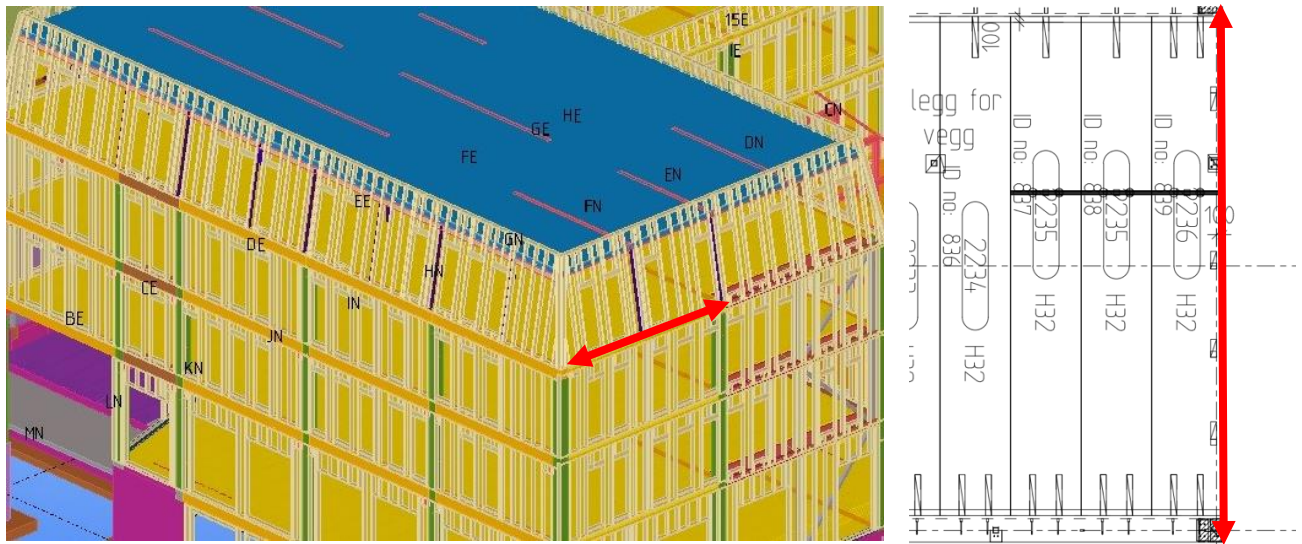 15E
IE
CN
HE
GE
DN
FE
EN
EE
FN
GN
DE
HN
CE
IN
BE
JN
KN
LN
MN
100
legg for
vegg
ID no: 836
2234
H32
ID no: 837
2235
H32
ID no: 838
2235
H32
ID no: 839
2236
H32